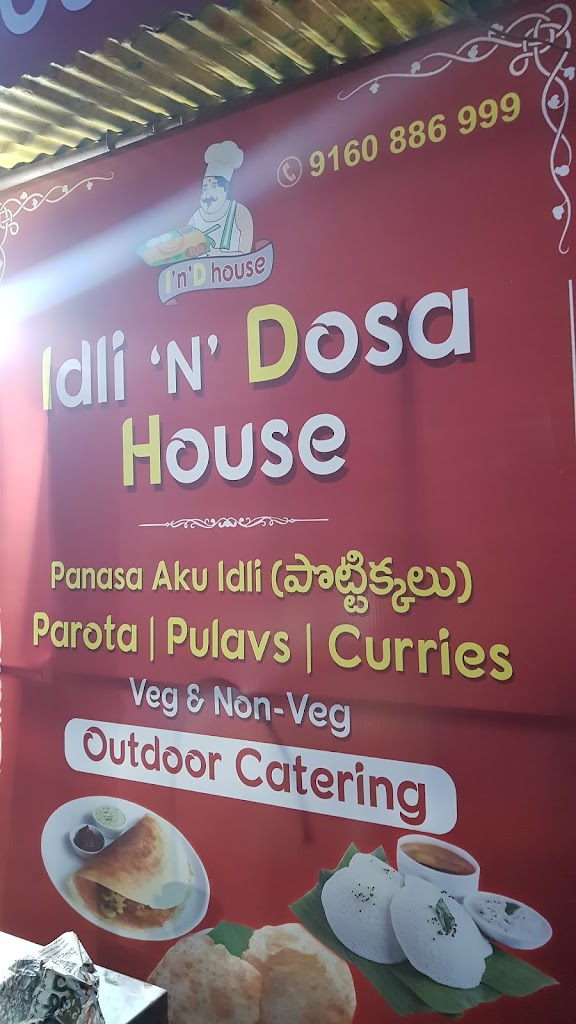 9160 886 999
I'n'D house
Idli 'N' Dosa
House
Panasa Aku Idli (పొట్టిక్కలు)
Parota | Pulavs | Curries
Veg & Non-Veg
Outdoor Catering